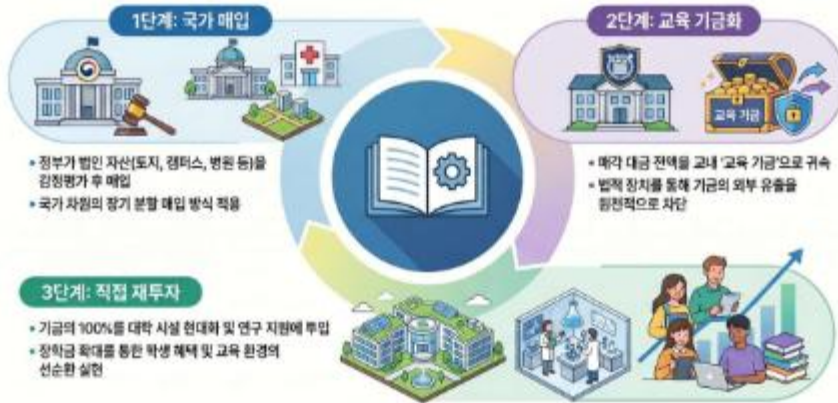 1단계: 국가 매입
• 정부가 법인 자산(토지, 캠퍼스, 병원 등)을
감정평가 후 매입
• 국가 차원의 장기 분할 매입 방식 적용
2단계: 교육 기금화
교육 기금
• 매각 대금 전액을 교내 '교육 기금'으로 귀속
• 법적 장치를 통해 기금의 외부 유출을
원천적으로 차단
3단계: 직접 재투자
• 기금의 100%를 대학 시설 현대화 및 연구 지원에 투입
• 장학금 확대를 통한 학생 혜택 및 교육 환경의
선순환 실현